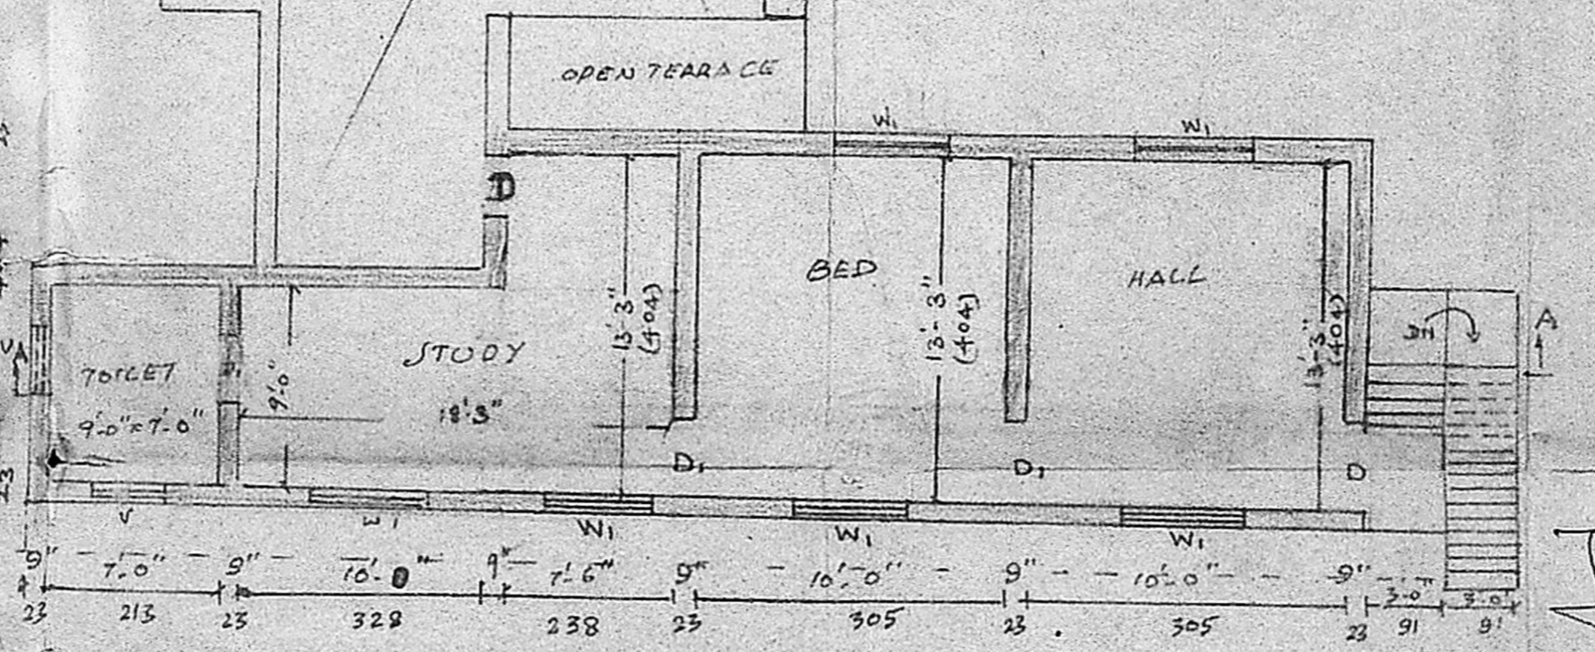 OPEN TERRACE
W1 W1
D
BED
HALL
13'-3"
(404)
13'-3"
(404)
13'-3"
(404)
DN
A
V
A
TOILET
9'-0" x 7'-0"
D1
9'-0"
STUDY
18'-3"
D1 D1 D
23
V W1 W1 W1 W1
9" 7'-0" 9" 10'-0" 9" 7'-6" 9" 10'-0" 9" 10'-0" 9" 3'-0" 3'-0
23 213 23 328 238 23 305 23 305 23 91 91